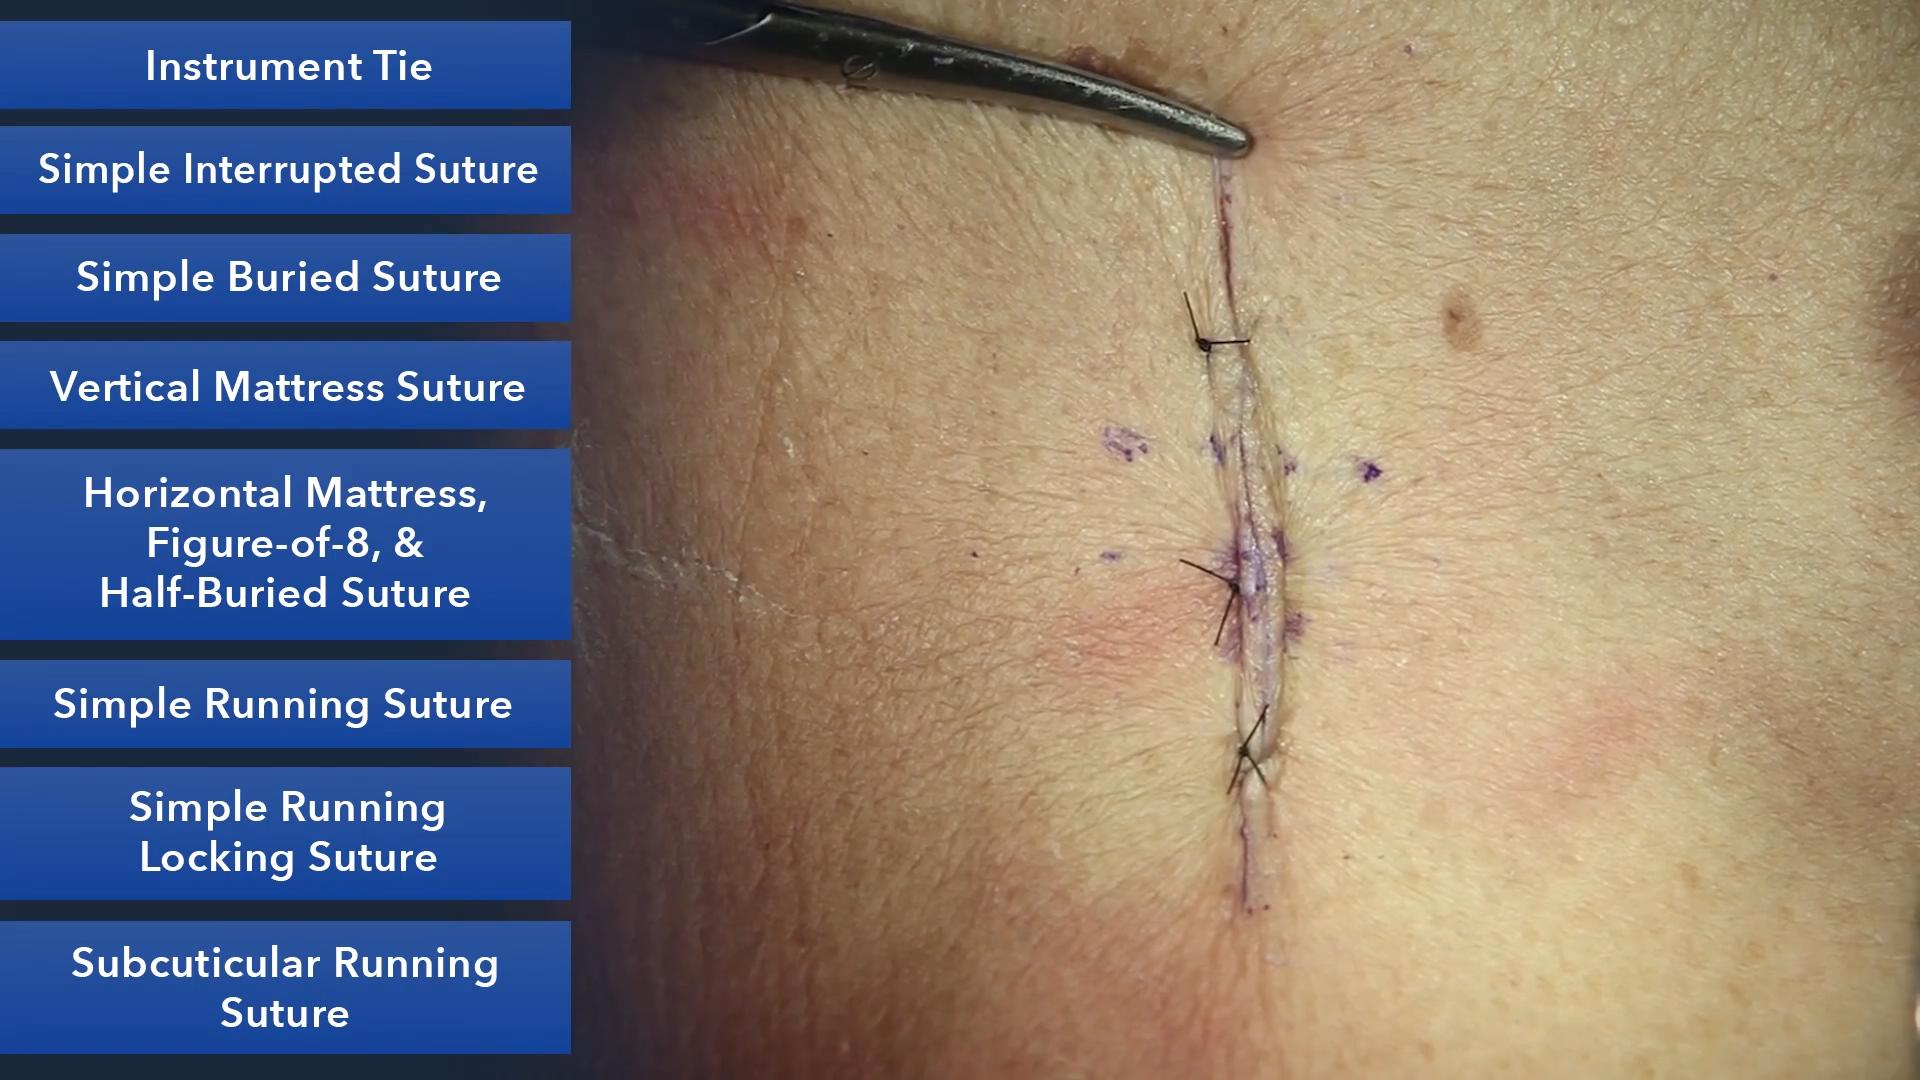 Instrument Tie
Simple Interrupted Suture
Simple Buried Suture
Vertical Mattress Suture
Horizontal Mattress,
Figure-of-8, &
Half-Buried Suture
Simple Running Suture
Simple Running
Locking Suture
Subcuticular Running
Suture